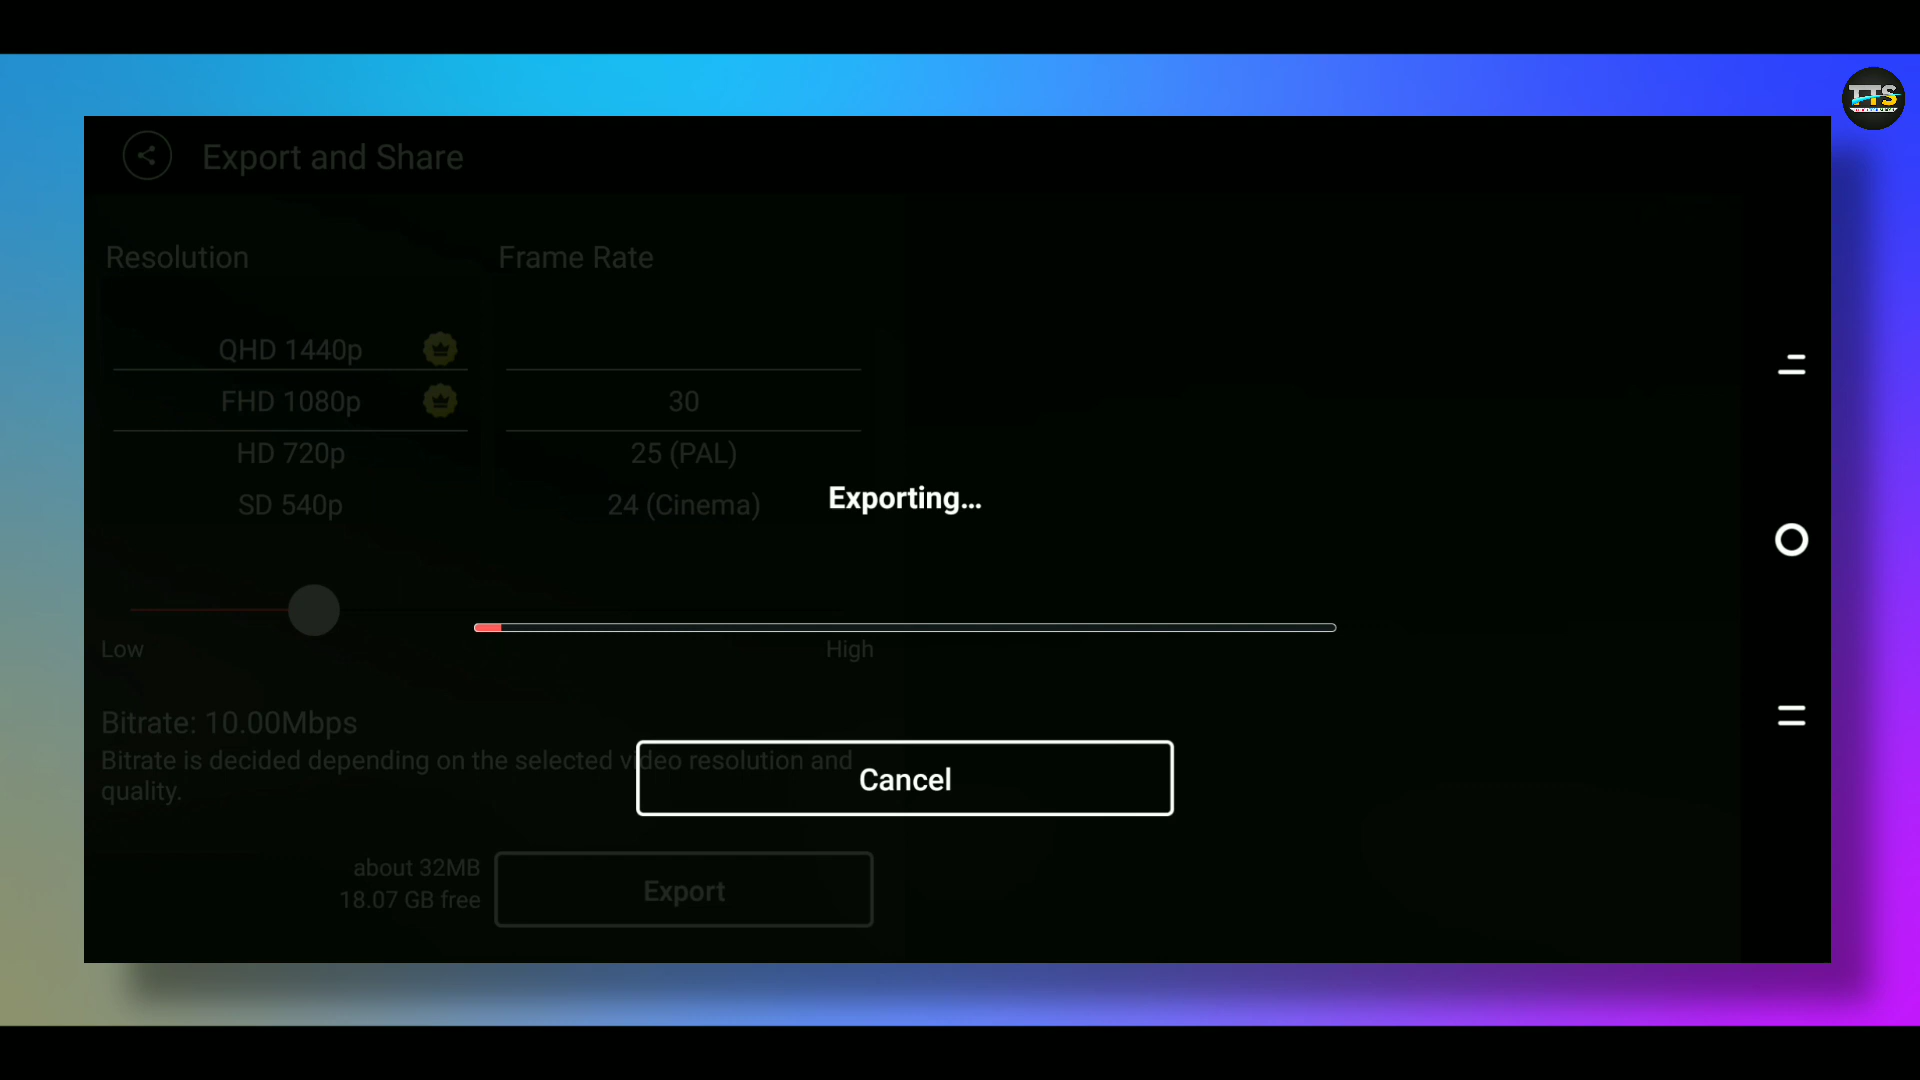 TTS
Export and Share
Resolution
Frame Rate
QHD 1440p
FHD 1080p
30
HD 720p
25 (PAL)
SD 540p
24 (Cinema)
Exporting...
Low
High
Bitrate: 10.00Mbps
Bitrate is decided depending on the selected video resolution and
quality.
Cancel
about 32MB
18.07 GB free
Export